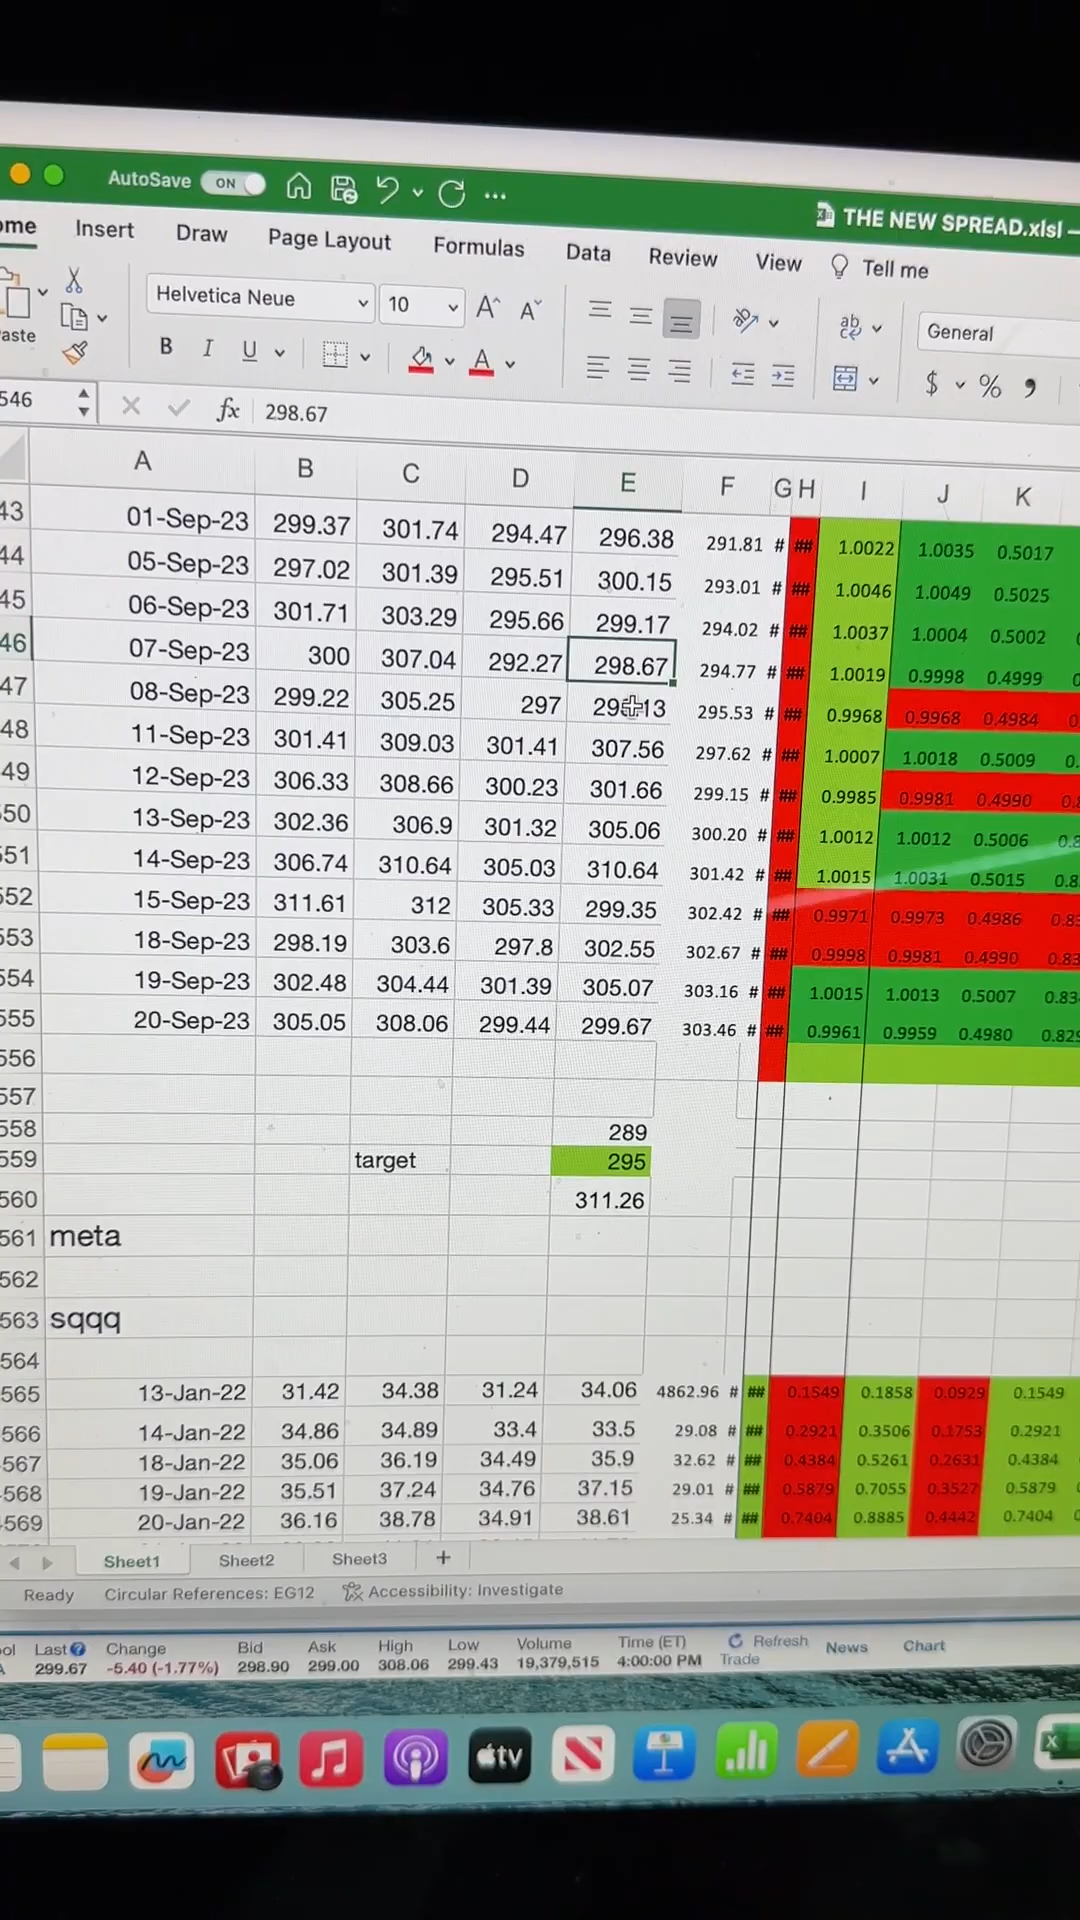 AutoSave ON THE NEW SPREAD.xlsl —
ome Insert Draw Page Layout Formulas Data Review View Tell me
Helvetica Neue 10 A^ A˅ ab General
aste B I U A $ % ,
546 fx 298.67
A B C D E F G H I J K
43 01-Sep-23 299.37 301.74 294.47 296.38 291.81 # ## 1.0022 1.0035 0.5017
44 05-Sep-23 297.02 301.39 295.51 300.15 293.01 # ## 1.0046 1.0049 0.5025
45 06-Sep-23 301.71 303.29 295.66 299.17 294.02 # ## 1.0037 1.0004 0.5002
46 07-Sep-23 300 307.04 292.27 298.67 294.77 # ## 1.0019 0.9998 0.4999
47 08-Sep-23 299.22 305.25 297 295.53 # ## 0.9968 0.9968 0.4984
48 11-Sep-23 301.41 309.03 301.41 307.56 297.62 # ## 1.0007 1.0018 0.5009
49 12-Sep-23 306.33 308.66 300.23 301.66 299.15 # ## 0.9985 0.9981 0.4990
50 13-Sep-23 302.36 306.9 301.32 305.06 300.20 # ## 1.0012 1.0012 0.5006
551 14-Sep-23 306.74 310.64 305.03 310.64 301.42 # ## 1.0015 1.0031 0.5015
552 15-Sep-23 311.61 312 305.33 299.35 302.42 # ## 0.9971 0.9973 0.4986
553 18-Sep-23 298.19 303.6 297.8 302.55 302.67 # ## 0.9998 0.9981 0.4990
554 19-Sep-23 302.48 304.44 301.39 305.07 303.16 # ## 1.0015 1.0013 0.5007
555 20-Sep-23 305.05 308.06 299.44 299.67 303.46 # ## 0.9961 0.9959 0.4980
556
557
558 289
559 target 295
560 311.26
561 meta
562
563 sqqq
564
565 13-Jan-22 31.42 34.38 31.24 34.06 4862.96 # ## 0.1549 0.1858 0.0929 0.1549
566 14-Jan-22 34.86 34.89 33.4 33.5 29.08 # ## 0.2921 0.3506 0.1753 0.2921
567 18-Jan-22 35.06 36.19 34.49 35.9 32.62 # ## 0.4384 0.5261 0.2631 0.4384
568 19-Jan-22 35.51 37.24 34.76 37.15 29.01 # ## 0.5879 0.7055 0.3527 0.5879
569 20-Jan-22 36.16 38.78 34.91 38.61 25.34 # ## 0.7404 0.8885 0.4442 0.7404
Sheet1 Sheet2 Sheet3 +
Ready Circular References: EG12 Accessibility: Investigate
ol Last Change Bid Ask High Low Volume Time (ET) Refresh News Chart
A 299.67 -5.40 (-1.77%) 298.90 299.00 308.06 299.43 19,379,515 4:00:00 PM Trade
tv